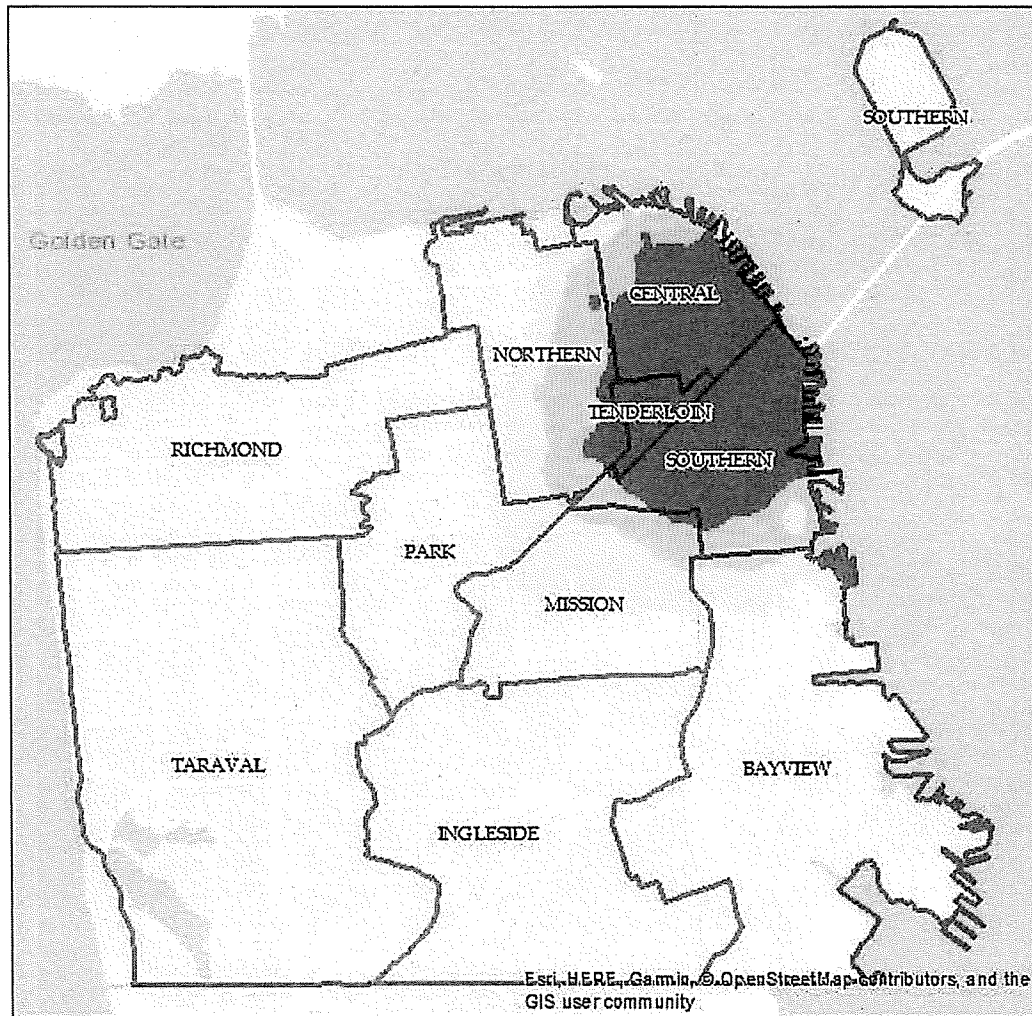 SOUTHERN
Golden Gate
CENTRAL
NORTHERN
TENDERLOIN
RICHMOND
SOUTHERN
PARK
MISSION
TARAVAL
BAYVIEW
INGLESIDE
Esri, HERE, Garmin, © OpenStreetMap contributors, and the
GIS user community